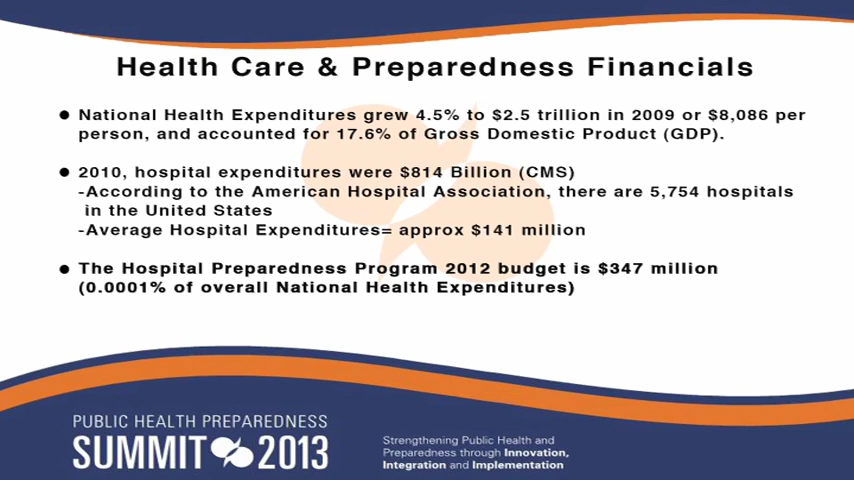 Health Care & Preparedness Financials
● National Health Expenditures grew 4.5% to $2.5 trillion in 2009 or $8,086 per
person, and accounted for 17.6% of Gross Domestic Product (GDP).
● 2010, hospital expenditures were $814 Billion (CMS)
-According to the American Hospital Association, there are 5,754 hospitals
in the United States
-Average Hospital Expenditures= approx $141 million
● The Hospital Preparedness Program 2012 budget is $347 million
(0.0001% of overall National Health Expenditures)
PUBLIC HEALTH PREPAREDNESS
SUMMIT 2013
Strengthening Public Health and
Preparedness through Innovation,
Integration and Implementation